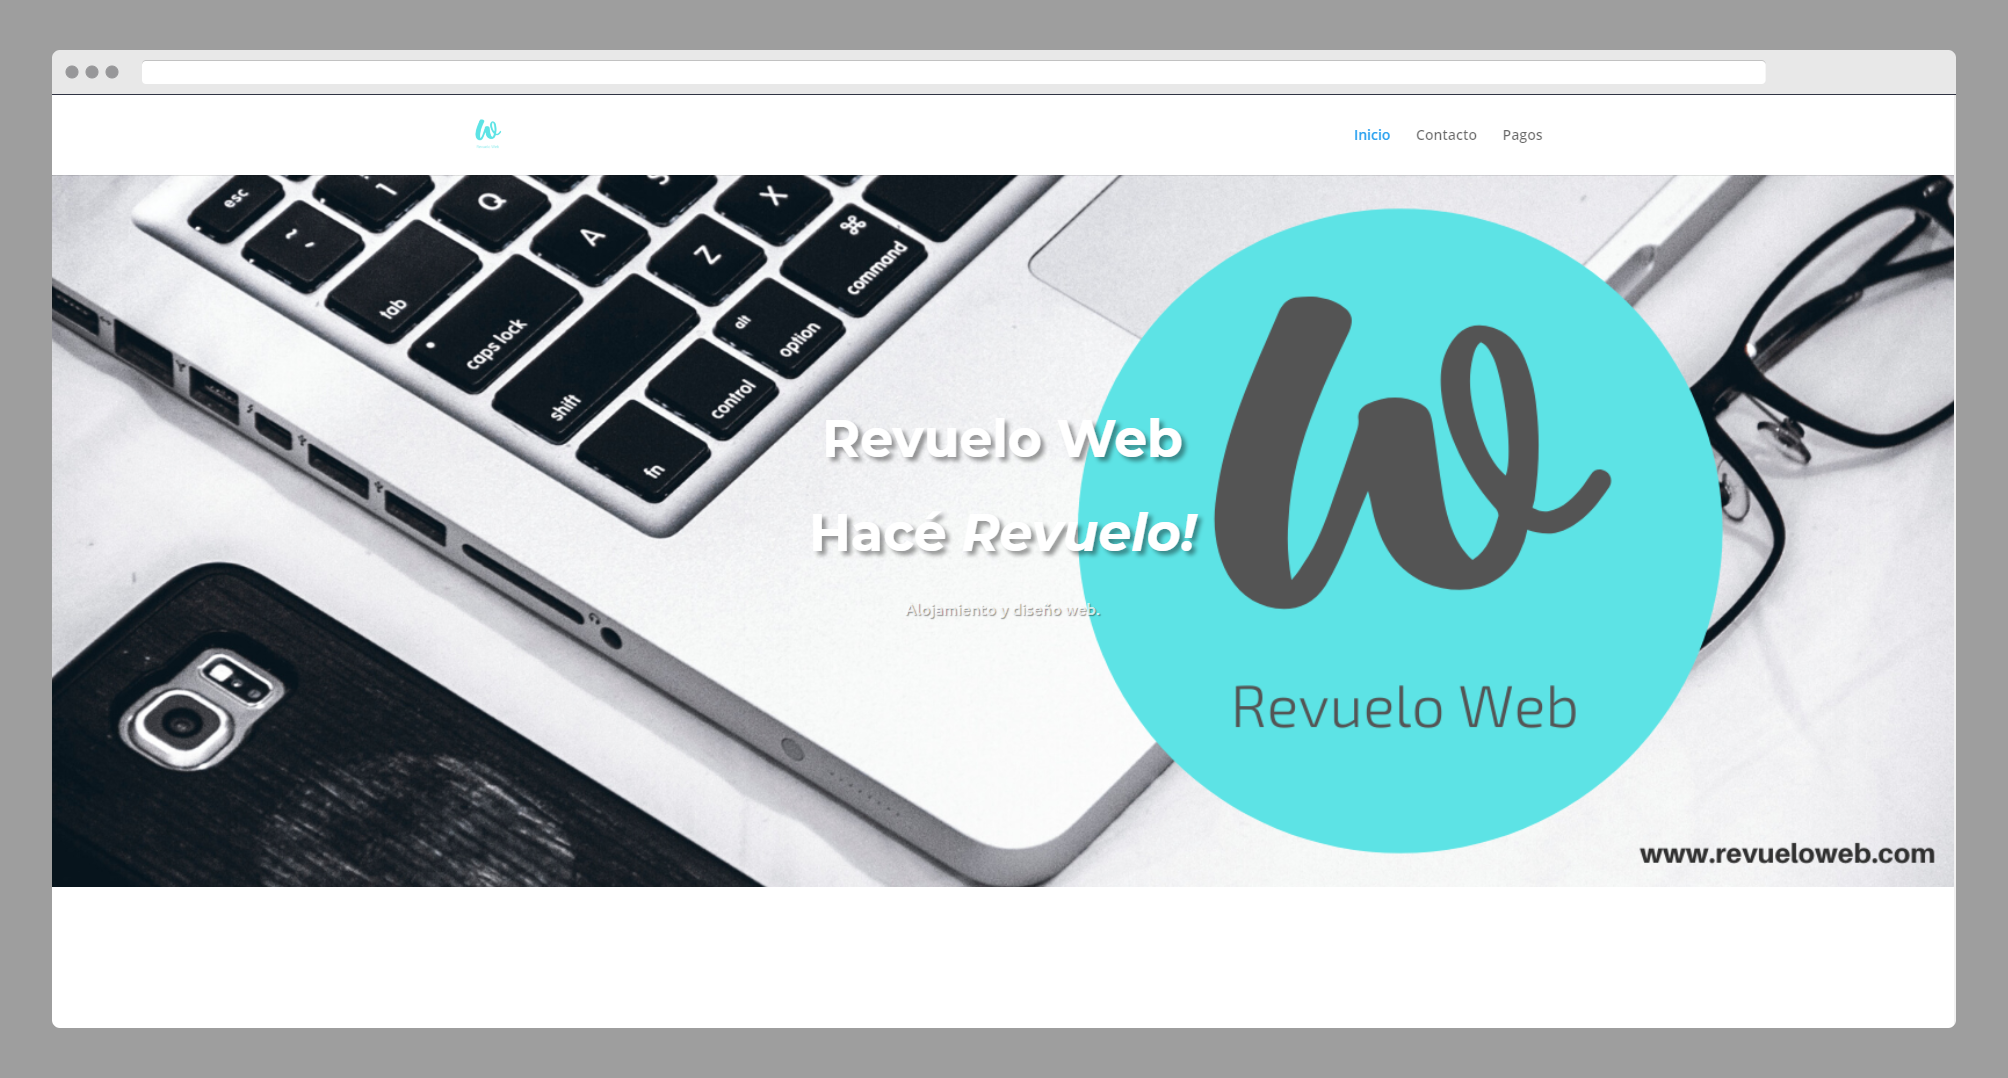 Inicio Contacto Pagos
esc
1
Q
A
Z
X
⌘
command
~ `
tab
caps lock
shift
alt
option
control
fn
Revuelo Web
Hacé Revuelo!
Alojamiento y diseño web.
W
Revuelo Web
www.revueloweb.com